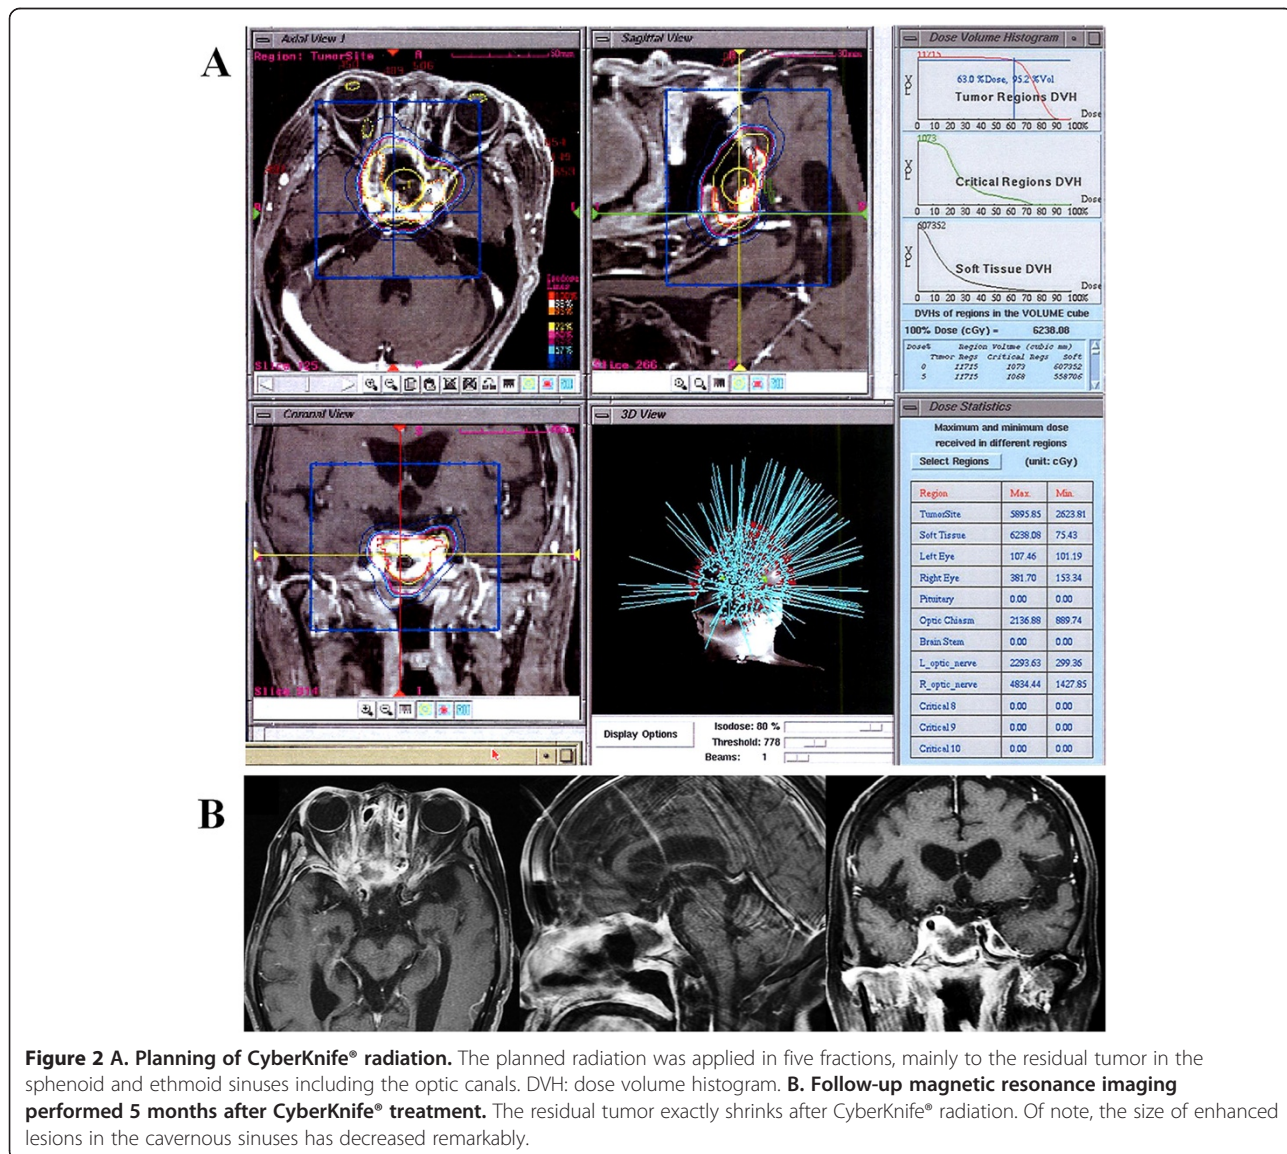 A
Axial View 1
Region: TumorSite
A
50mm
Slice 125
Sagittal View
50mm
Slice 266
Dose Volume Histogram
11715
63.0 %Dose, 95.2 %Vol
Tumor Regions DVH
VOL
Dose
0 10 20 30 40 50 60 70 80 90 100%
1073
Critical Regions DVH
VOL
Dose
0 10 20 30 40 50 60 70 80 90 100%
607352
Soft Tissue DVH
VOL
Dose
0 10 20 30 40 50 60 70 80 90 100%
DVHs of regions in the VOLUME cube
100% Dose (cGy) = 6238.08
Dose% Region Volume (cubic mm)
Tumor Regs Critical Regs Soft
0 11715 1073 607352
5 11715 1068 558706
Isodose
Lines
Coronal View
3D View
Display Options
Isodose: 80 %
Threshold: 778
Beams: 1
Dose Statistics
Maximum and minimum dose
received in different regions
Select Regions (unit: cGy)
Region Max. Min.
TumorSite 5895.85 2623.81
Soft Tissue 6238.08 75.43
Left Eye 107.46 101.19
Right Eye 381.70 153.34
Pituitary 0.00 0.00
Optic Chiasm 2136.88 889.74
Brain Stem 0.00 0.00
L_optic_nerve 2293.63 299.36
R_optic_nerve 4834.44 1427.85
Critical 8 0.00 0.00
Critical 9 0.00 0.00
Critical 10 0.00 0.00
B
Figure 2 A. Planning of CyberKnife® radiation. The planned radiation was applied in five fractions, mainly to the residual tumor in the
sphenoid and ethmoid sinuses including the optic canals. DVH: dose volume histogram. B. Follow-up magnetic resonance imaging
performed 5 months after CyberKnife® treatment. The residual tumor exactly shrinks after CyberKnife® radiation. Of note, the size of enhanced
lesions in the cavernous sinuses has decreased remarkably.